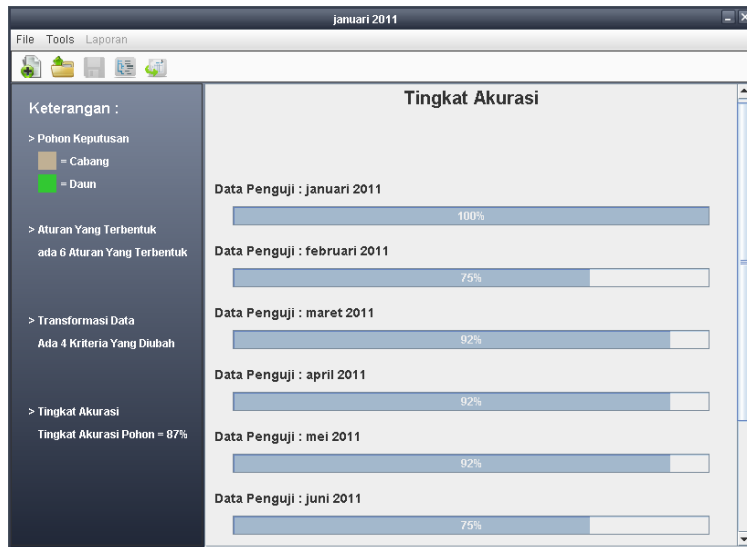 januari 2011
File Tools Laporan
Keterangan :
> Pohon Keputusan
= Cabang
= Daun
> Aturan Yang Terbentuk
ada 6 Aturan Yang Terbentuk
> Transformasi Data
Ada 4 Kriteria Yang Diubah
> Tingkat Akurasi
Tingkat Akurasi Pohon = 87%
Tingkat Akurasi
Data Penguji : januari 2011
100%
Data Penguji : februari 2011
75%
Data Penguji : maret 2011
92%
Data Penguji : april 2011
92%
Data Penguji : mei 2011
92%
Data Penguji : juni 2011
75%